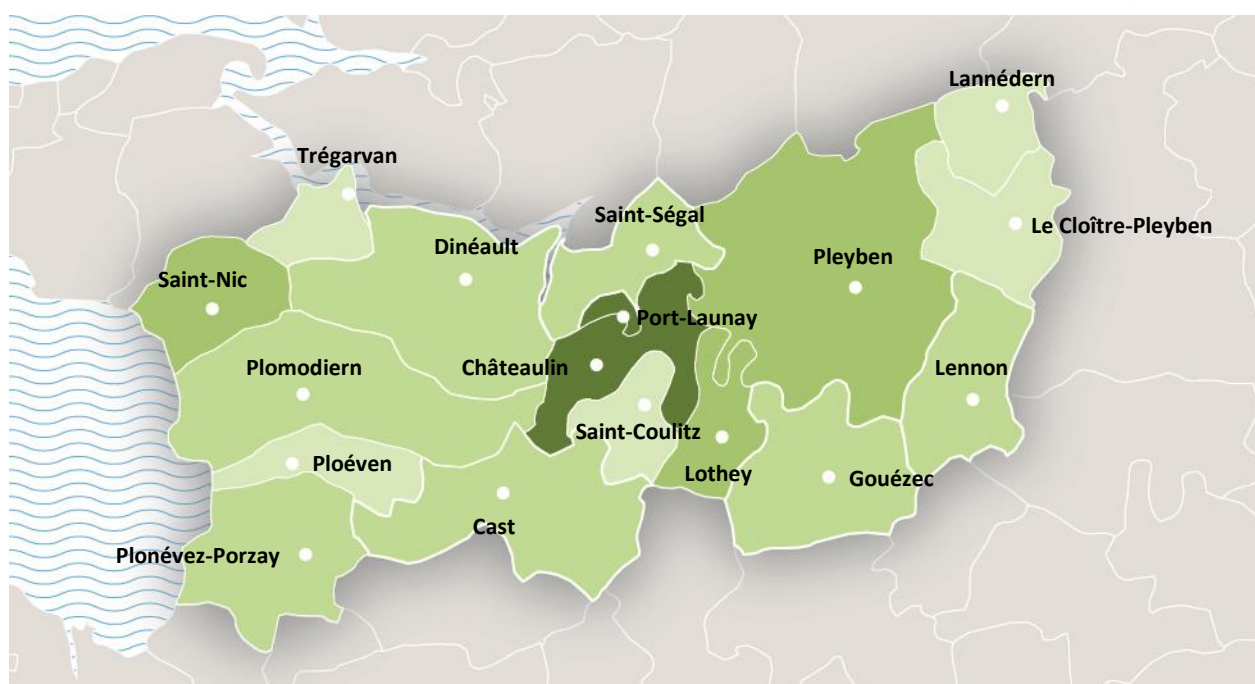 Lannédern
Trégarvan
Saint-Ségal
Le Cloître-Pleyben
Dinéault
Pleyben
Saint-Nic
Port-Launay
Châteaulin
Plomodiern
Lennon
Saint-Coulitz
Ploéven
Lothey
Gouézec
Cast
Plonévez-Porzay